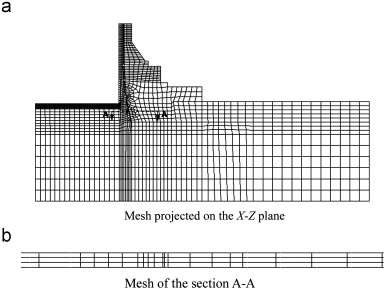 a
A
A
Mesh projected on the X-Z plane
b
Mesh of the section A-A